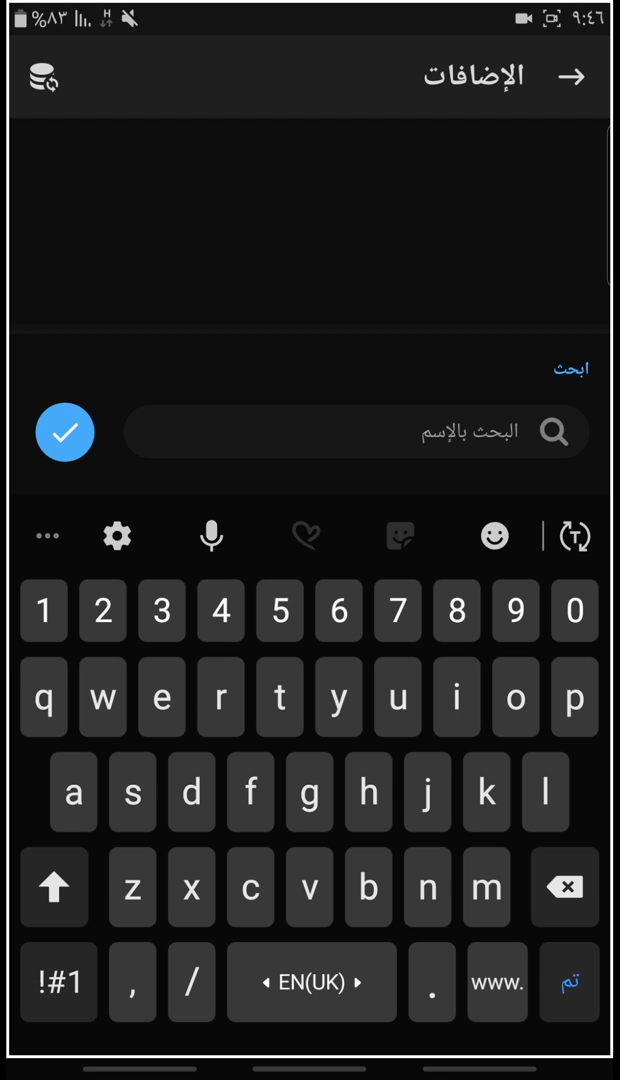 %٨٣ H ٩:٤٦
الإضافات
ابحث
البحث بالإسم
T
1 2 3 4 5 6 7 8 9 0
q w e r t y u i o p
a s d f g h j k l
z x c v b n m
!#1 , / EN(UK) . www. تم